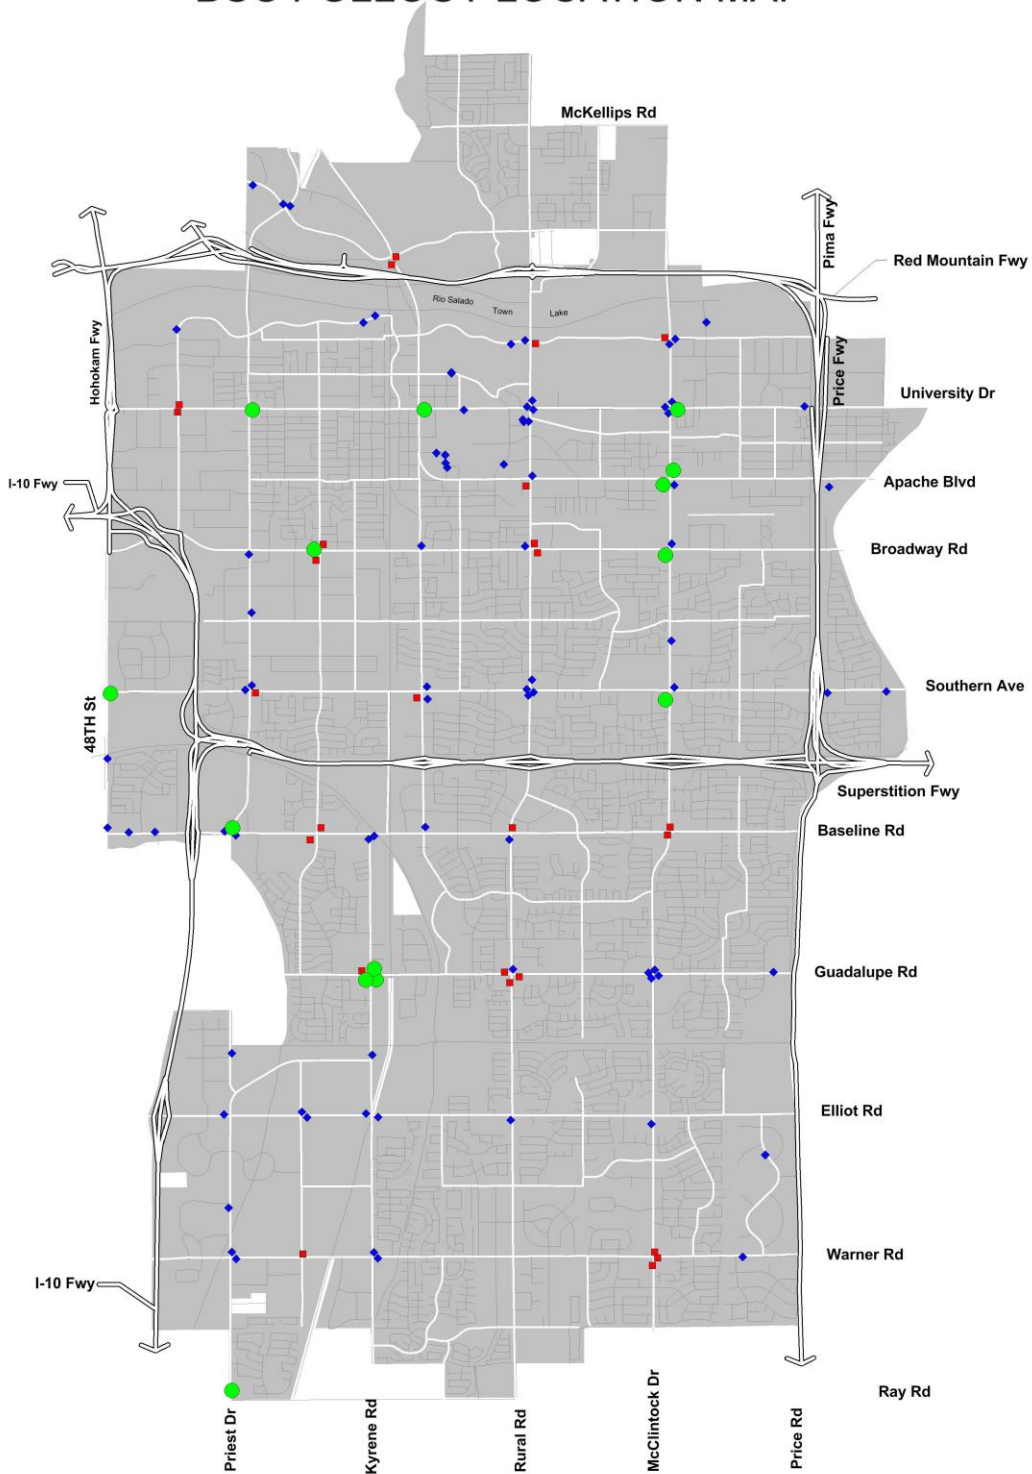 McKellips Rd
Pima Fwy
Red Mountain Fwy
Rio Salado
Town
Lake
Hohokam Fwy
Price Fwy
University Dr
I-10 Fwy
Apache Blvd
Broadway Rd
Southern Ave
48TH St
Superstition Fwy
Baseline Rd
Guadalupe Rd
Elliot Rd
Warner Rd
I-10 Fwy
Ray Rd
Priest Dr
Kyrene Rd
Rural Rd
McClintock Dr
Price Rd